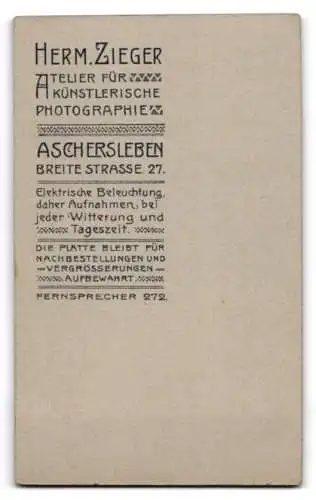 HERM. ZIEGER
ATELIER FÜR
KÜNSTLERISCHE
PHOTOGRAPHIE
ASCHERSLEBEN
BREITE STRASSE 27.
Elektrische Beleuchtung,
daher Aufnahmen, bei
jeder Witterung und
Tageszeit.
DIE PLATTE BLEIBT FÜR
NACHBESTELLUNGEN UND
VERGRÖSSERUNGEN
AUFBEWAHRT.
FERNSPRECHER 272.